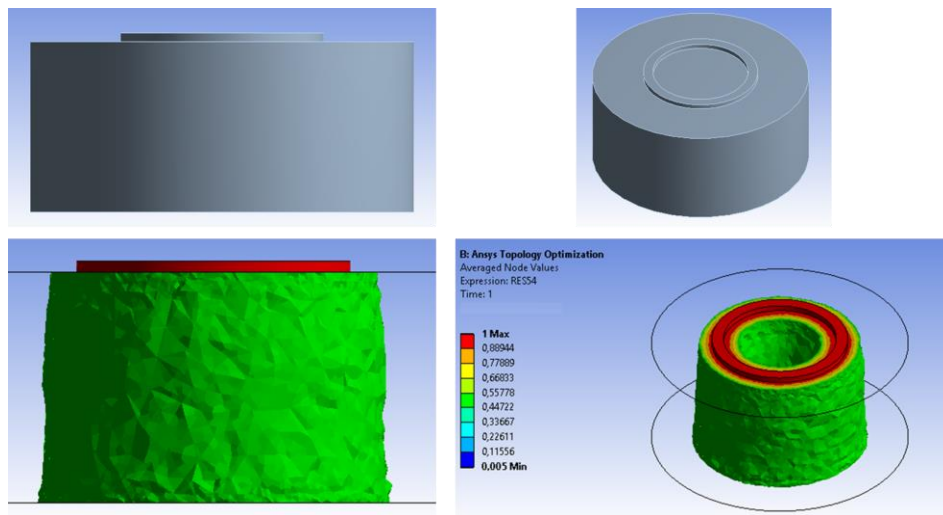 B: Ansys Topology Optimization
Averaged Node Values
Expression: RES54
Time: 1
1 Max
0,88944
0,77889
0,66833
0,55778
0,44722
0,33667
0,22611
0,11556
0,005 Min